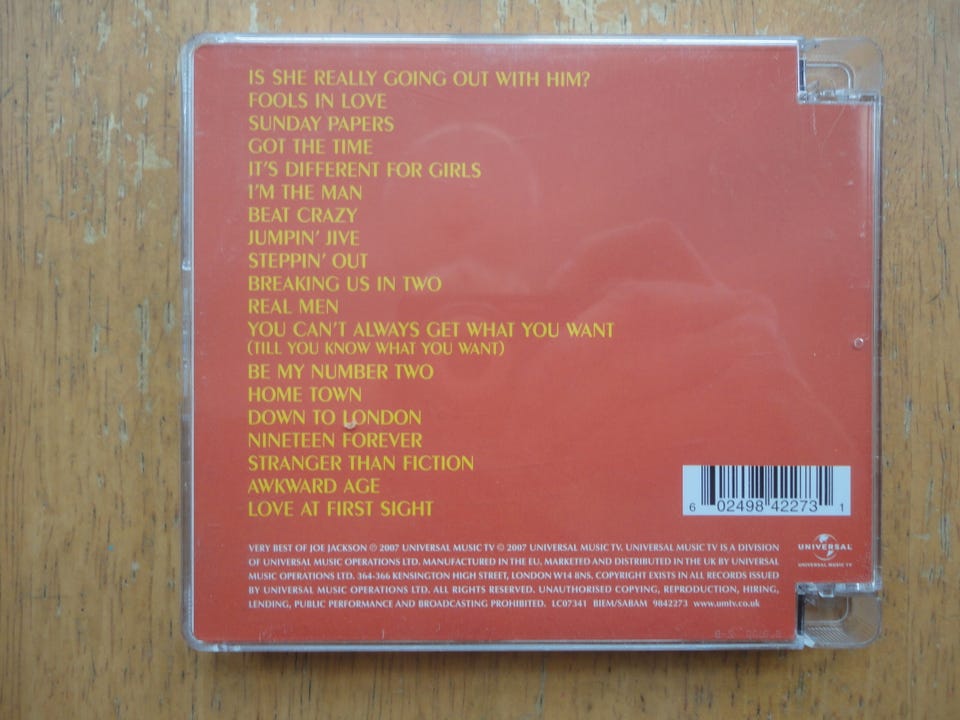 IS SHE REALLY GOING OUT WITH HIM?
FOOLS IN LOVE
SUNDAY PAPERS
GOT THE TIME
IT'S DIFFERENT FOR GIRLS
I'M THE MAN
BEAT CRAZY
JUMPIN' JIVE
STEPPIN' OUT
BREAKING US IN TWO
REAL MEN
YOU CAN'T ALWAYS GET WHAT YOU WANT
(TILL YOU KNOW WHAT YOU WANT)
BE MY NUMBER TWO
HOME TOWN
DOWN TO LONDON
NINETEEN FOREVER
STRANGER THAN FICTION
AWKWARD AGE
LOVE AT FIRST SIGHT
6 02498 42273 1
UNIVERSAL
UNIVERSAL MUSIC TV
VERY BEST OF JOE JACKSON ℗ 2007 UNIVERSAL MUSIC TV © 2007 UNIVERSAL MUSIC TV. UNIVERSAL MUSIC TV IS A DIVISION
OF UNIVERSAL MUSIC OPERATIONS LTD. MANUFACTURED IN THE EU. MARKETED AND DISTRIBUTED IN THE UK BY UNIVERSAL
MUSIC OPERATIONS LTD. 364-366 KENSINGTON HIGH STREET, LONDON W14 8NS. COPYRIGHT EXISTS IN ALL RECORDS ISSUED
BY UNIVERSAL MUSIC OPERATIONS LTD. ALL RIGHTS RESERVED. UNAUTHORISED COPYING, REPRODUCTION, HIRING,
LENDING, PUBLIC PERFORMANCE AND BROADCASTING PROHIBITED. LC07341 BIEM/SABAM 9842273 www.umtv.co.uk